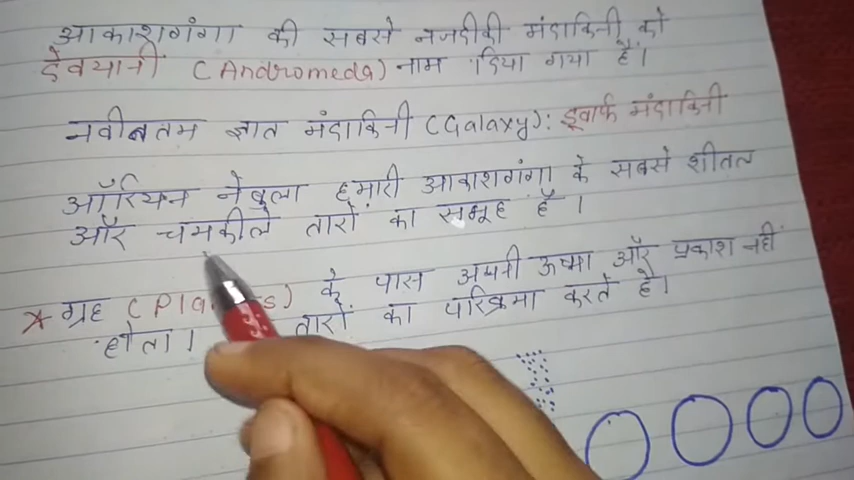 आकाशगंगा की सबसे नजदीकी मंदाकिनी को
देवयानी (Andromeda) नाम दिया गया है।
नवीनतम ज्ञात मंदाकिनी (Galaxy): ड्वार्फ मंदाकिनी
ऑरियन नेबुला हमारी आकाशगंगा के सबसे शीतल
और चमकीले तारों का समूह है।
* ग्रह के पास अपनी ऊष्मा और प्रकाश नहीं
होता। तारों का परिक्रमा करते है।